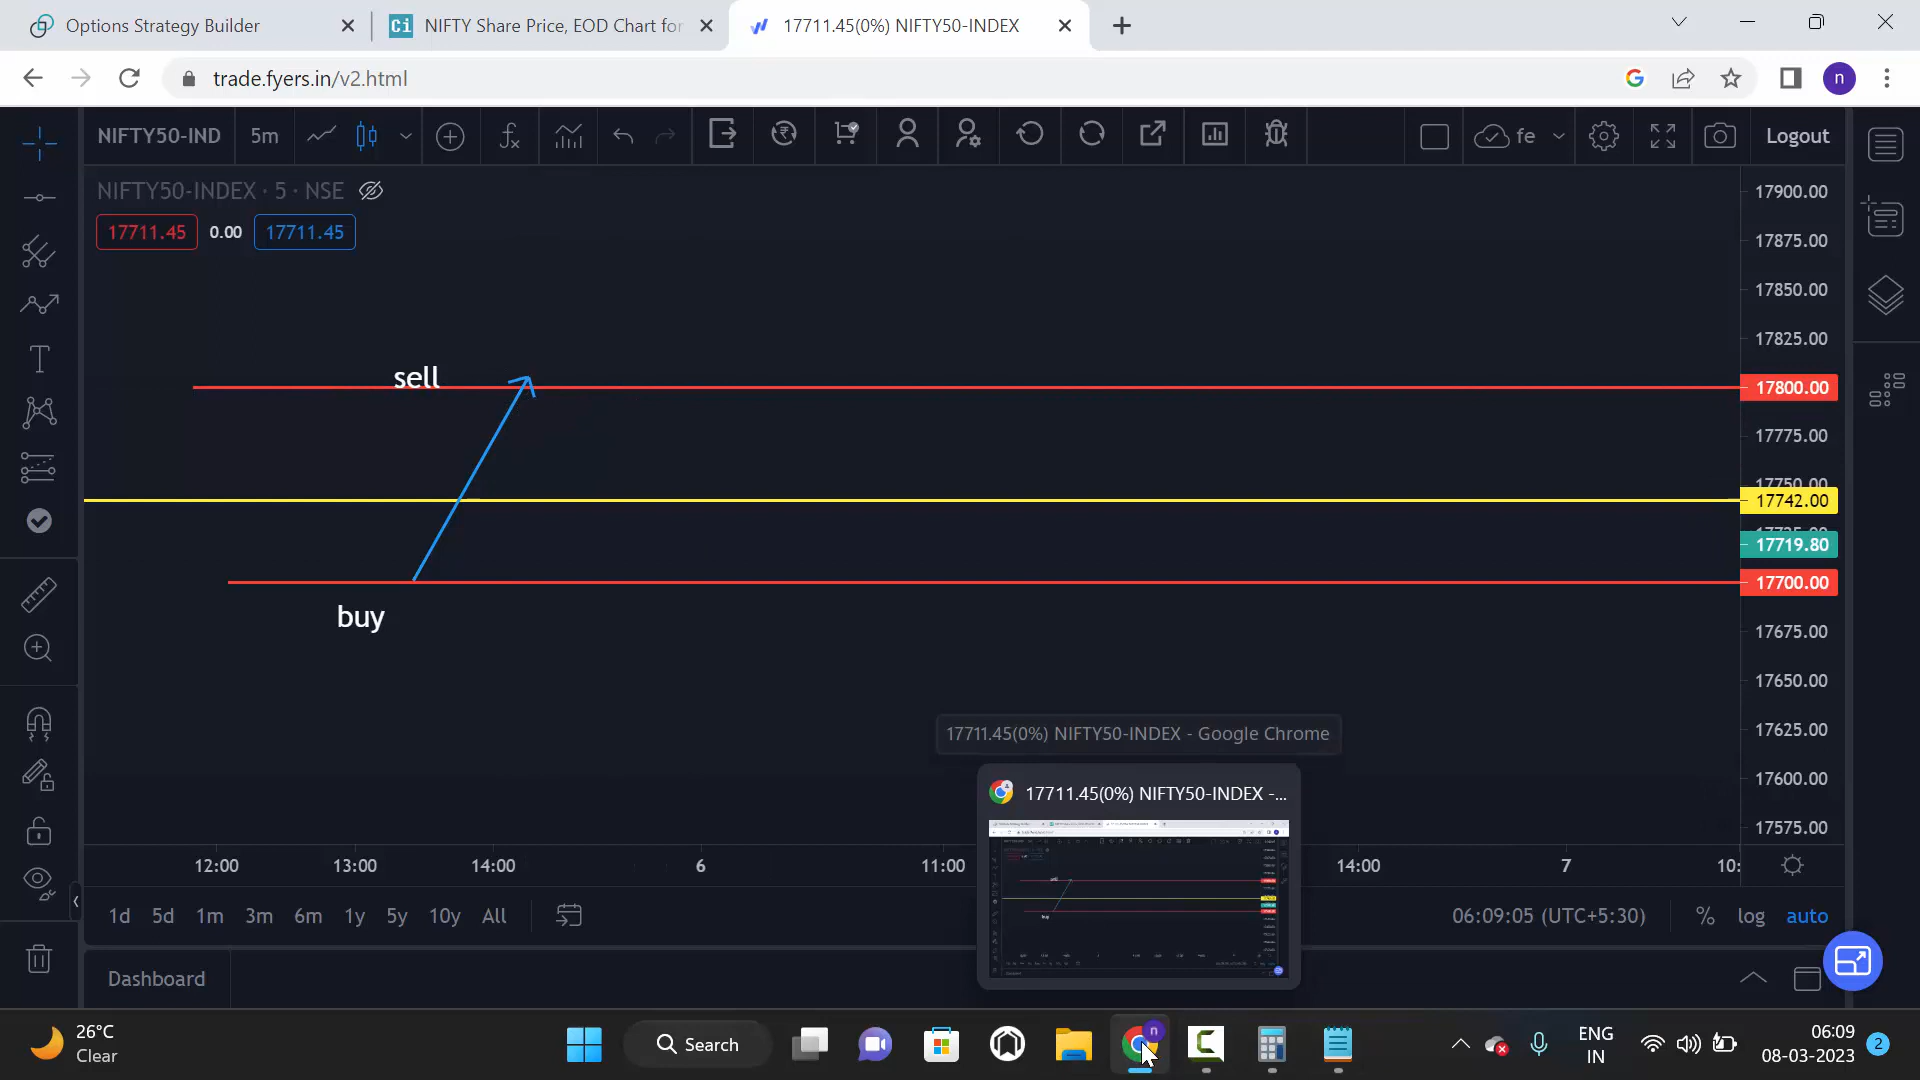 Options Strategy Builder
Ci NIFTY Share Price, EOD Chart for
17711.45(0%) NIFTY50-INDEX
trade.fyers.in/v2.html
n
NIFTY50-IND
5m
fe
Logout
NIFTY50-INDEX · 5 · NSE
17711.45 0.00 17711.45
17900.00
17875.00
17850.00
17825.00
sell
17800.00
17775.00
17750.00
17742.00
17719.80
17700.00
buy
17675.00
17650.00
17625.00
17600.00
17575.00
17711.45(0%) NIFTY50-INDEX - Google Chrome
17711.45(0%) NIFTY50-INDEX -...
12:00 13:00 14:00 6 11:00 14:00 7 10:
1d 5d 1m 3m 6m 1y 5y 10y All
06:09:05 (UTC+5:30) % log auto
Dashboard
26°C
Clear
Search
n
ENG
IN
06:09
08-03-2023
2